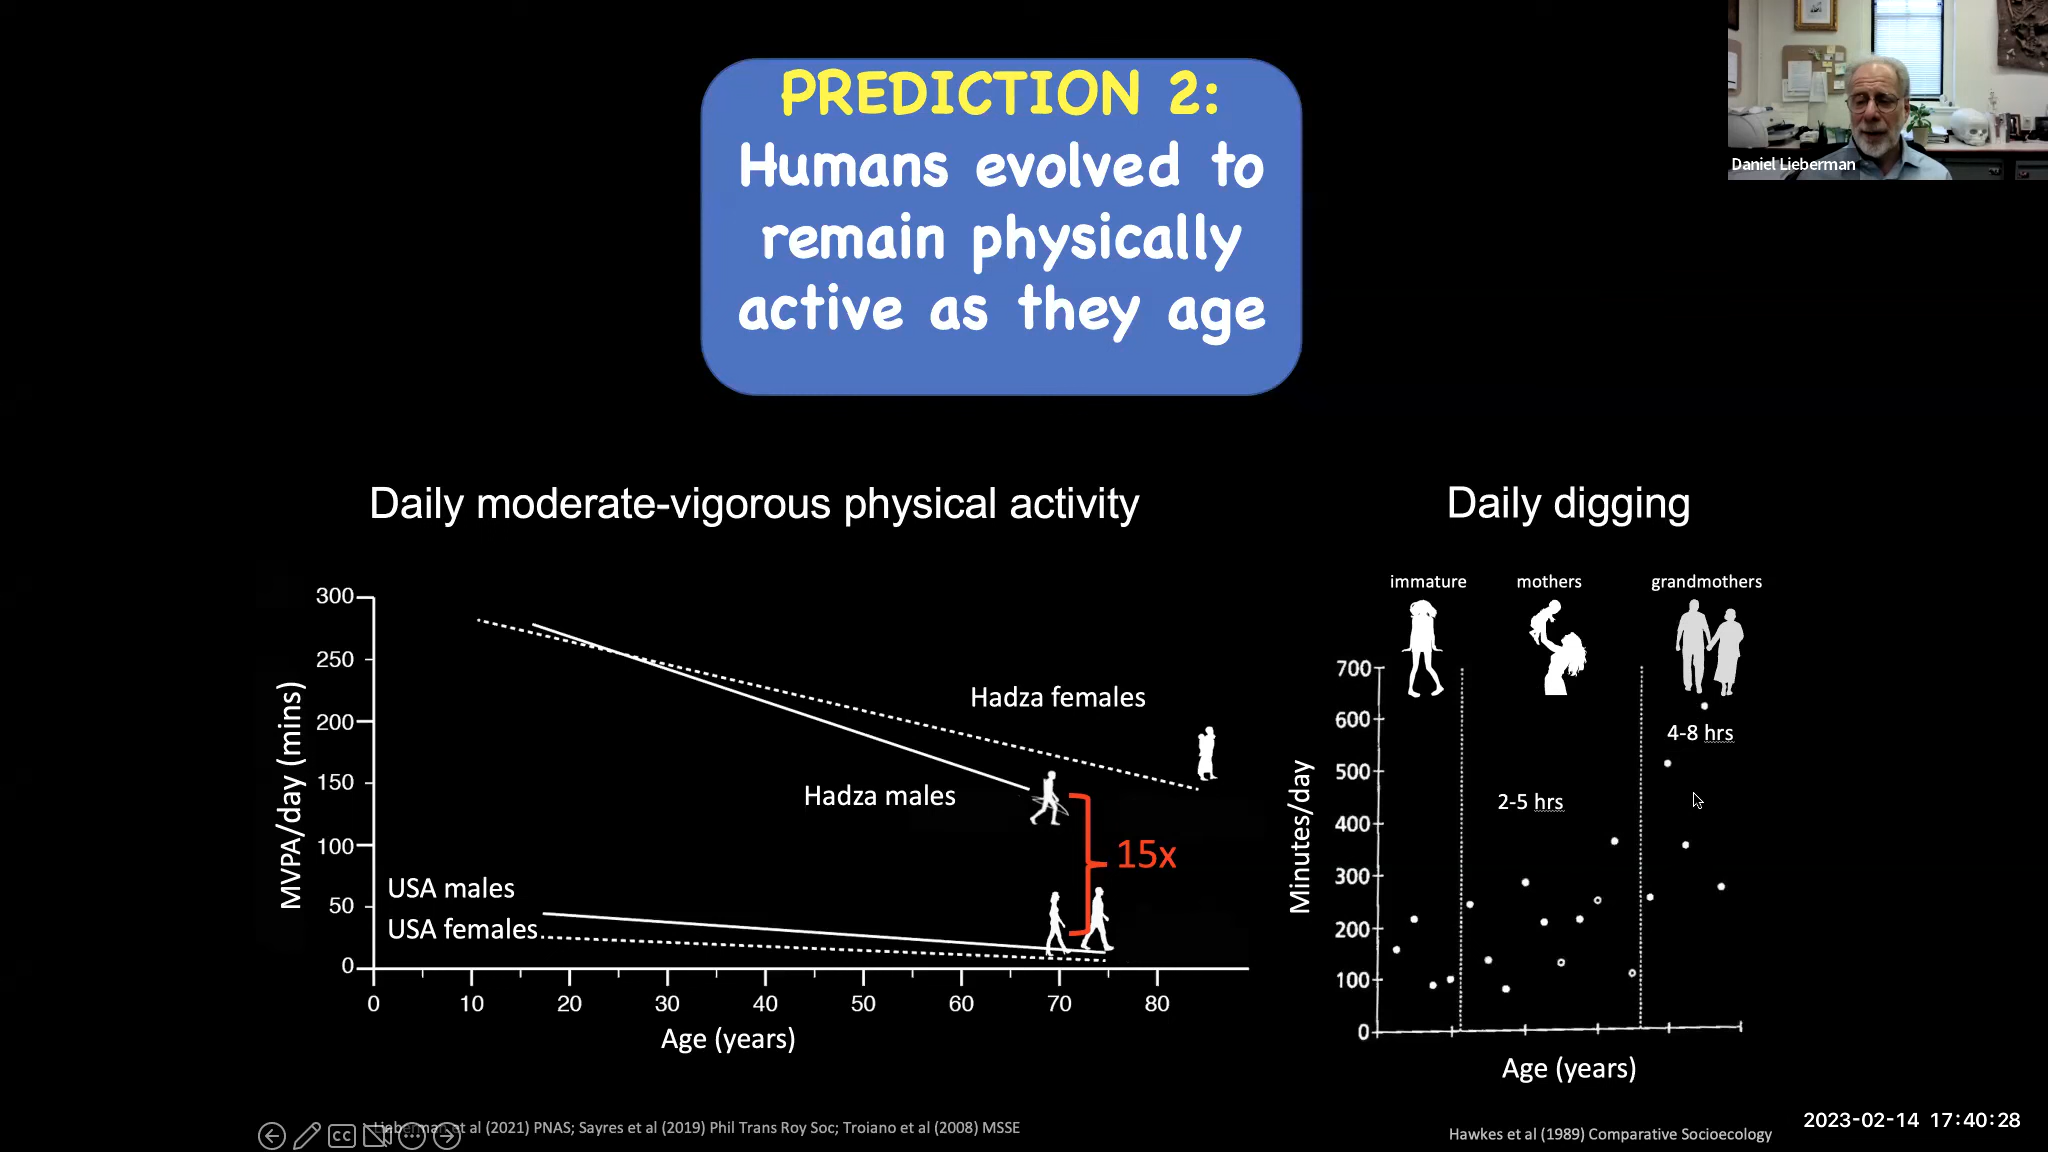 Daniel Lieberman
PREDICTION 2:
Humans evolved to
remain physically
active as they age
Daily moderate-vigorous physical activity
MVPA/day (mins)
300
250
200
150
100
50
0
Hadza females
Hadza males
15x
USA males
USA females
0 10 20 30 40 50 60 70 80
Age (years)
Daily digging
immature mothers grandmothers
Minutes/day
700
600
500
400
300
200
100
0
4-8 hrs
2-5 hrs
Age (years)
CC
Lieberman et al (2021) PNAS; Sayres et al (2019) Phil Trans Roy Soc; Troiano et al (2008) MSSE
Hawkes et al (1989) Comparative Socioecology
2023-02-14 17:40:28